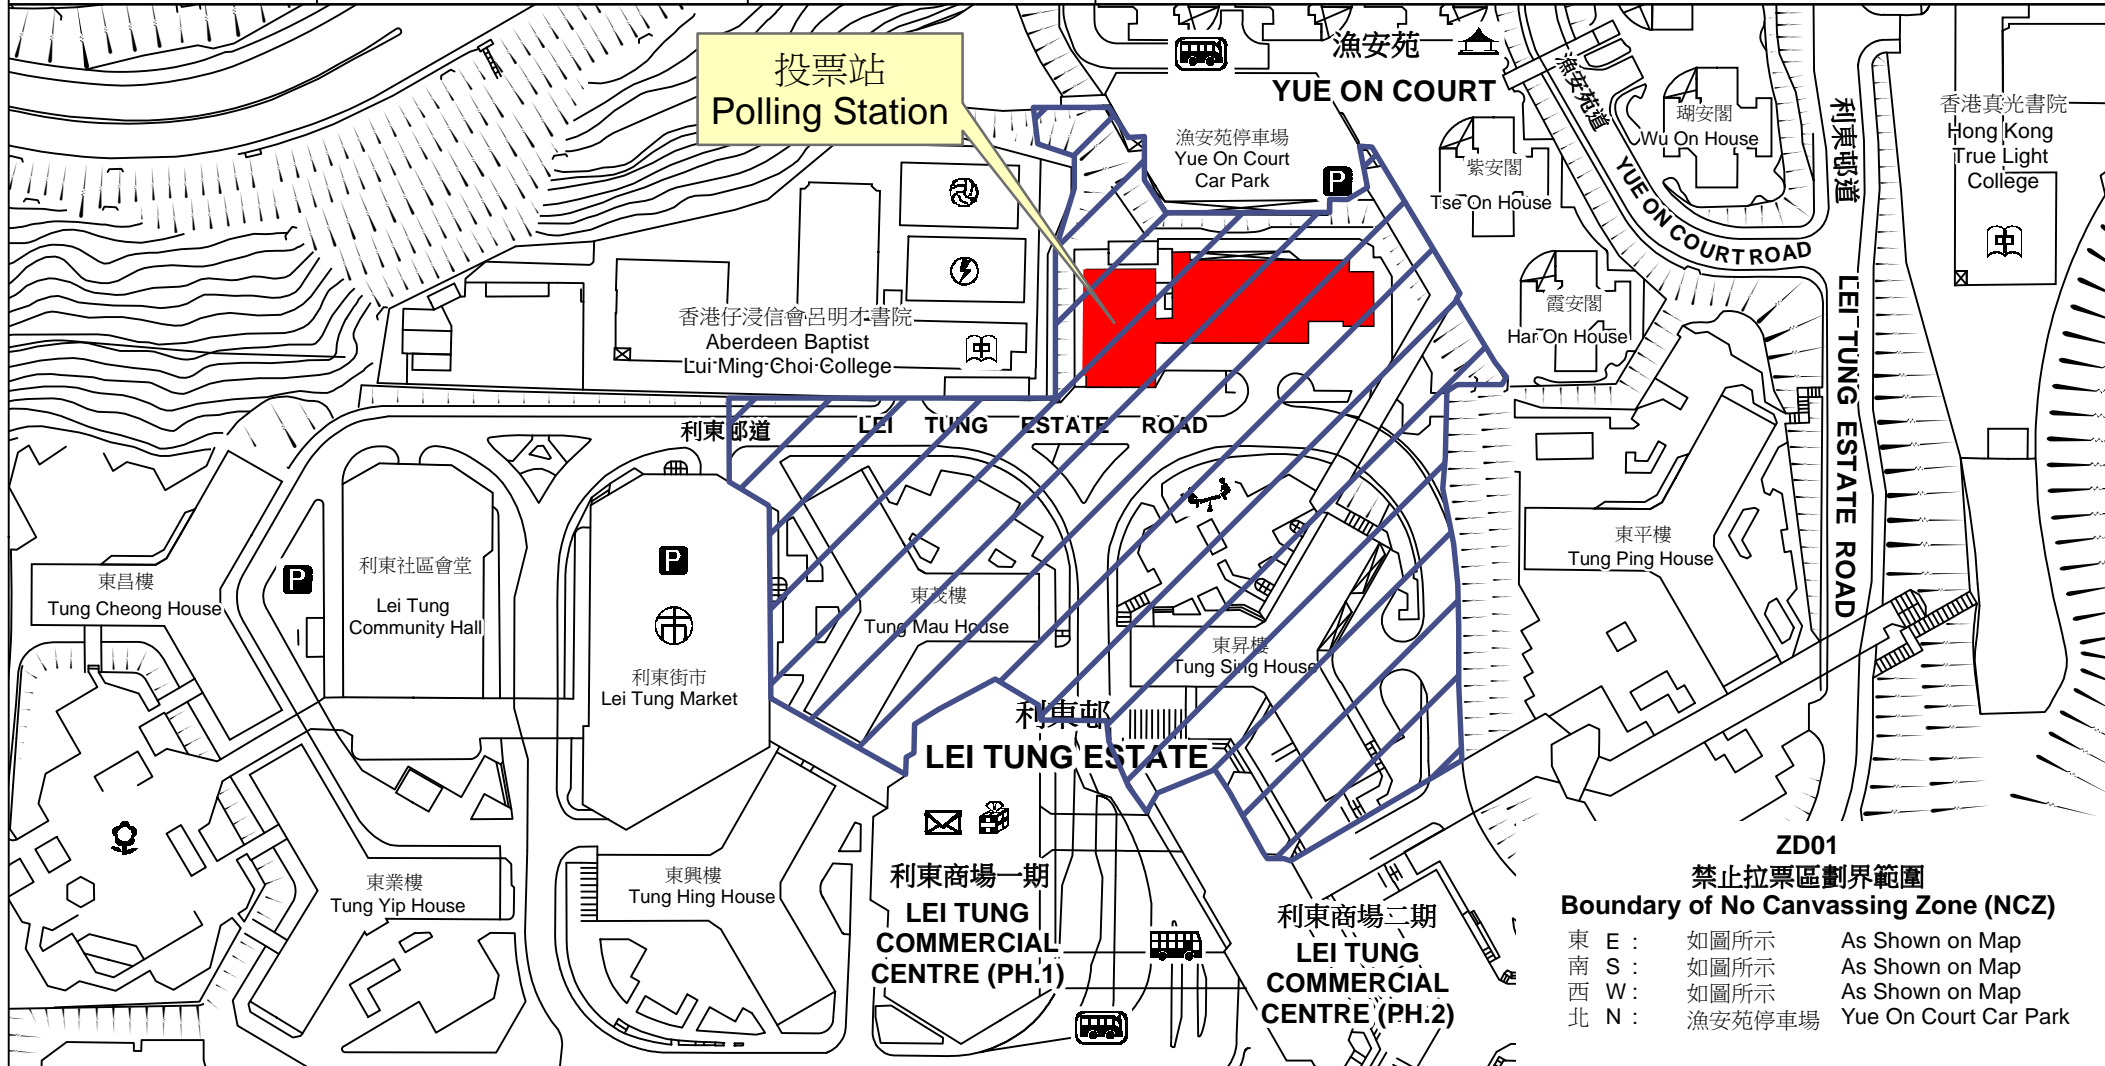 投票站
Polling Station
漁安苑
YUE ON COURT
漁安苑停車場
Yue On Court
Car Park
P
紫安閣
Tse On House
漁安苑道
YUE ON COURT ROAD
瑚安閣
Wu On House
利東邨道
LEI TUNG ESTATE ROAD
香港真光書院
Hong Kong
True Light
College
中
霞安閣
Har On House
香港仔浸信會呂明才書院
Aberdeen Baptist
Lui Ming Choi College
中
利東邨道
LEI TUNG ESTATE ROAD
東昌樓
Tung Cheong House
P
利東社區會堂
Lei Tung
Community Hall
P
市
利東街市
Lei Tung Market
東茂樓
Tung Mau House
東昇樓
Tung Sing House
東平樓
Tung Ping House
利東邨
LEI TUNG ESTATE
東業樓
Tung Yip House
東興樓
Tung Hing House
利東商場一期
LEI TUNG
COMMERCIAL
CENTRE (PH.1)
利東商場二期
LEI TUNG
COMMERCIAL
CENTRE (PH.2)
ZD01
禁止拉票區劃界範圍
Boundary of No Canvassing Zone (NCZ)
東 E : 如圖所示 As Shown on Map
南 S : 如圖所示 As Shown on Map
西 W : 如圖所示 As Shown on Map
北 N : 漁安苑停車場 Yue On Court Car Park